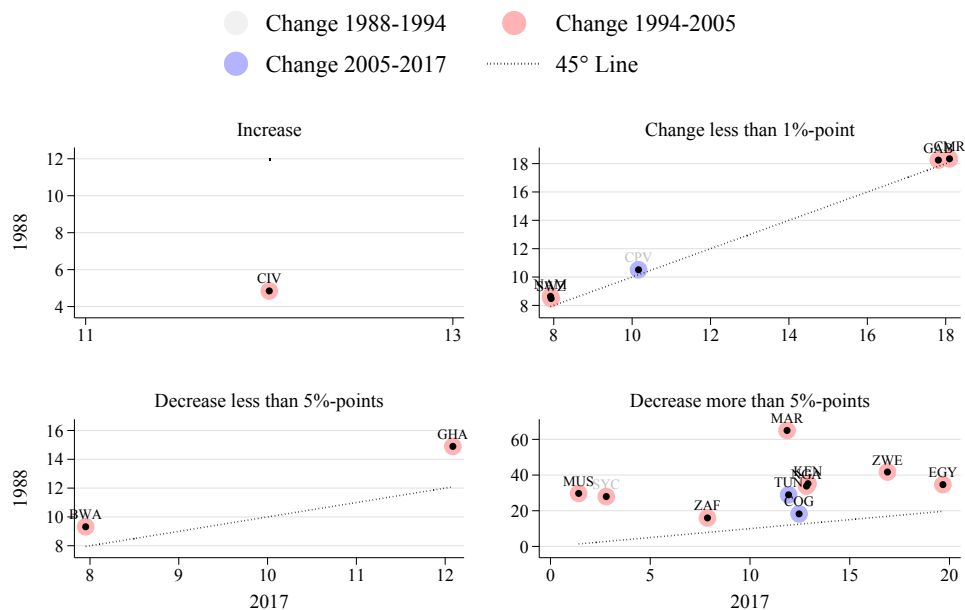 Change 1988-1994
Change 1994-2005
Change 2005-2017
45° Line
Increase
1988
12
10
8
6
4
CIV
11
13
Change less than 1%-point
18
16
14
12
10
8
GAB
CMR
CPV
NAM
SWZ
8
10
12
14
16
18
Decrease less than 5%-points
1988
16
14
12
10
8
GHA
BWA
8
9
10
11
12
2017
Decrease more than 5%-points
60
40
20
0
MAR
ZWE
KEN
NGA
EGY
MUS
SYC
TUN
COG
ZAF
0
5
10
15
20
2017